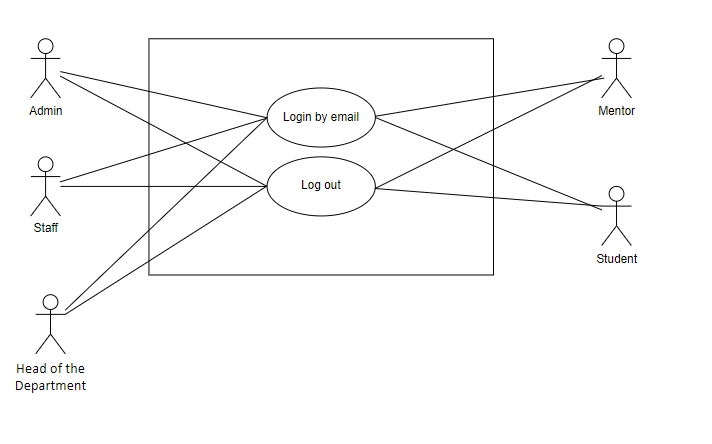 Admin
Login by email
Mentor
Log out
Staff
Student
Head of the
Department